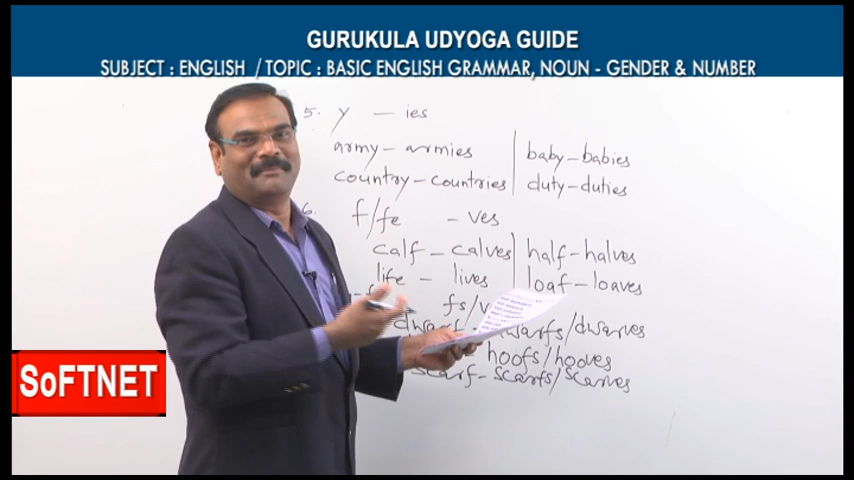 GURUKULA UDYOGA GUIDE
SUBJECT : ENGLISH / TOPIC : BASIC ENGLISH GRAMMAR, NOUN - GENDER & NUMBER
5. y — ies
army – armies baby – babies
country – countries duty – duties
6. f/fe – ves
calf – calves half – halves
life – lives loaf – loaves
fs/v
dwarf – dwarfs/dwarves
hoofs/hooves
scarf – scarfs/scarves
SoFTNET